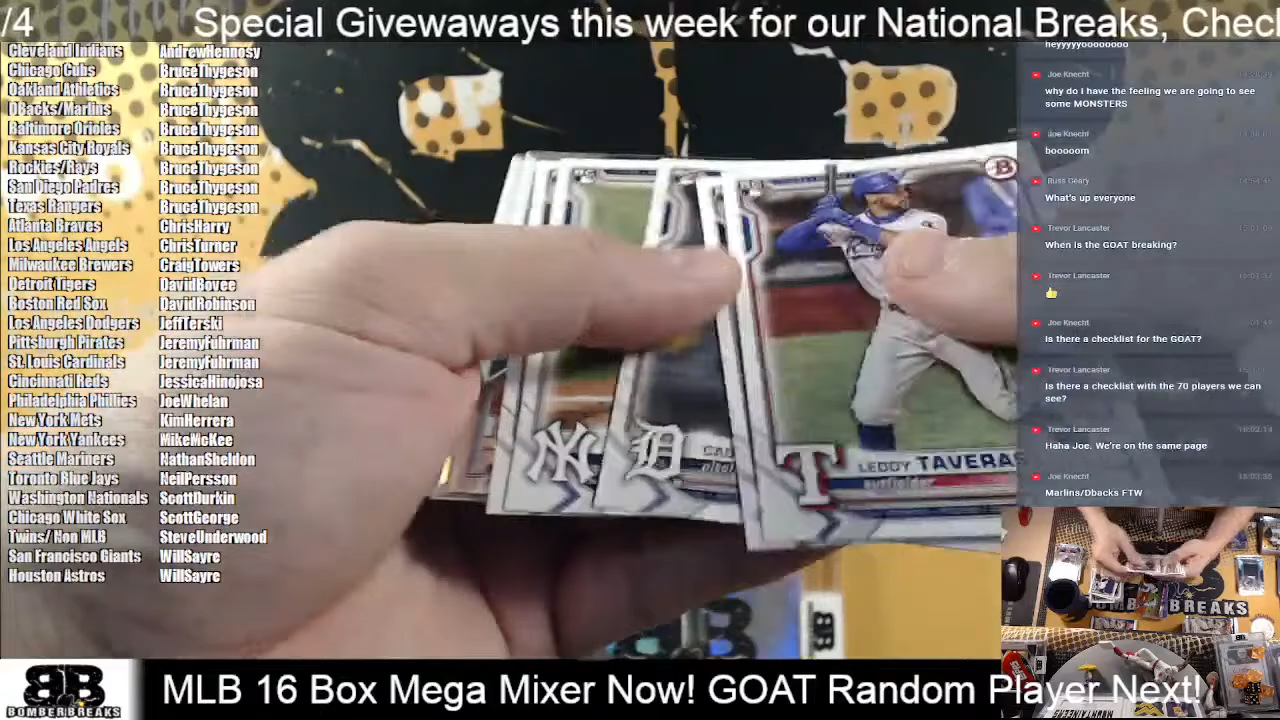 /4 Special Givewaways this week for our National Breaks, Chec
Cleveland Indians AndrewHennosy
Chicago Cubs BruceThygeson
Oakland Athletics BruceThygeson
DBacks/Marlins BruceThygeson
Baltimore Orioles BruceThygeson
Kansas City Royals BruceThygeson
Rockies/Rays BruceThygeson
San Diego Padres BruceThygeson
Texas Rangers BruceThygeson
Atlanta Braves ChrisHarry
Los Angeles Angels ChrisTurner
Milwaukee Brewers CraigTowers
Detroit Tigers DavidBovee
Boston Red Sox DavidRobinson
Los Angeles Dodgers JeffTerski
Pittsburgh Pirates JeremyFuhrman
St. Louis Cardinals JeremyFuhrman
Cincinnati Reds JessicaHinojosa
Philadelphia Phillies JoeWhelan
New York Mets KimHerrera
New York Yankees MikeMcKee
Seattle Mariners NathanSheldon
Toronto Blue Jays NeilPersson
Washington Nationals ScottDurkin
Chicago White Sox ScottGeorge
Twins/ Non MLB SteveUnderwood
San Francisco Giants WillSayre
Houston Astros WillSayre
B
NY
D
T
LEODY TAVERAS
heyyyyyooooooo
Joe Knecht
why do i have the feeling we are going to see
some MONSTERS
Joe Knecht
booooom
Russ Geary
What's up everyone
Trevor Lancaster
When is the GOAT breaking?
Trevor Lancaster
👍
Joe Knecht
Is there a checklist for the GOAT?
Trevor Lancaster
Is there a checklist with the 70 players we can
see?
Trevor Lancaster
Haha Joe. We're on the same page
Joe Knecht
Marlins/Dbacks FTW
BREAKS
BB
BOMBERBREAKS
MLB 16 Box Mega Mixer Now! GOAT Random Player Next!